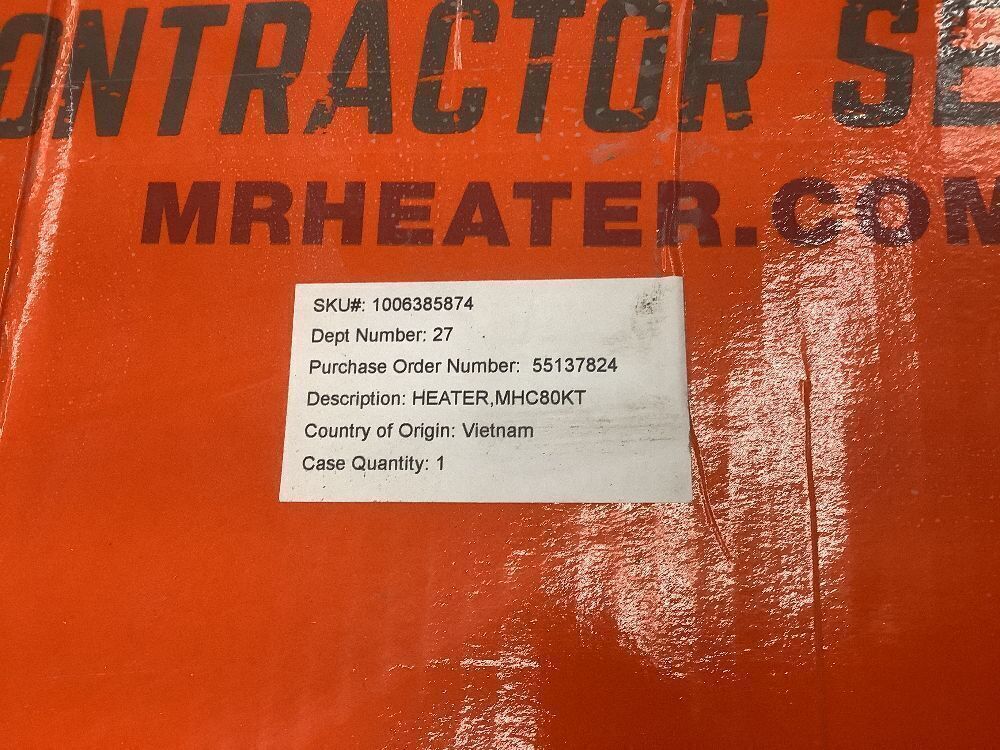 ONTRACTOR SE
MRHEATER.COM
SKU#: 1006385874
Dept Number: 27
Purchase Order Number: 55137824
Description: HEATER,MHC80KT
Country of Origin: Vietnam
Case Quantity: 1